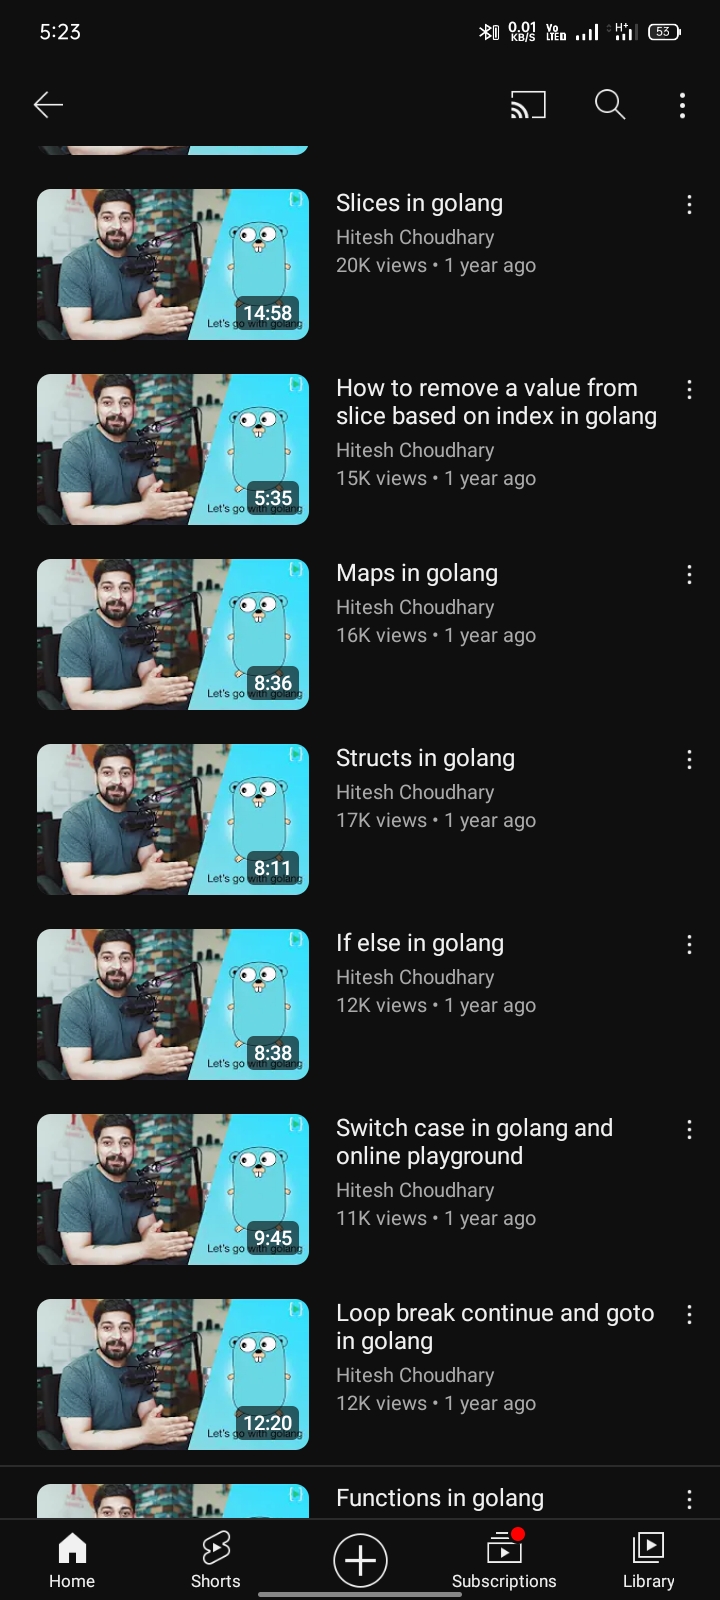 5:23
0.01 KB/S Vo LTED H+ 53
Slices in golang
Hitesh Choudhary
20K views • 1 year ago
14:58
Let's go with golang
How to remove a value from
slice based on index in golang
Hitesh Choudhary
15K views • 1 year ago
5:35
Let's go with golang
Maps in golang
Hitesh Choudhary
16K views • 1 year ago
8:36
Let's go with golang
Structs in golang
Hitesh Choudhary
17K views • 1 year ago
8:11
Let's go with golang
If else in golang
Hitesh Choudhary
12K views • 1 year ago
8:38
Let's go with golang
Switch case in golang and
online playground
Hitesh Choudhary
11K views • 1 year ago
9:45
Let's go with golang
Loop break continue and goto
in golang
Hitesh Choudhary
12K views • 1 year ago
12:20
Let's go with golang
Functions in golang
Home Shorts Subscriptions Library